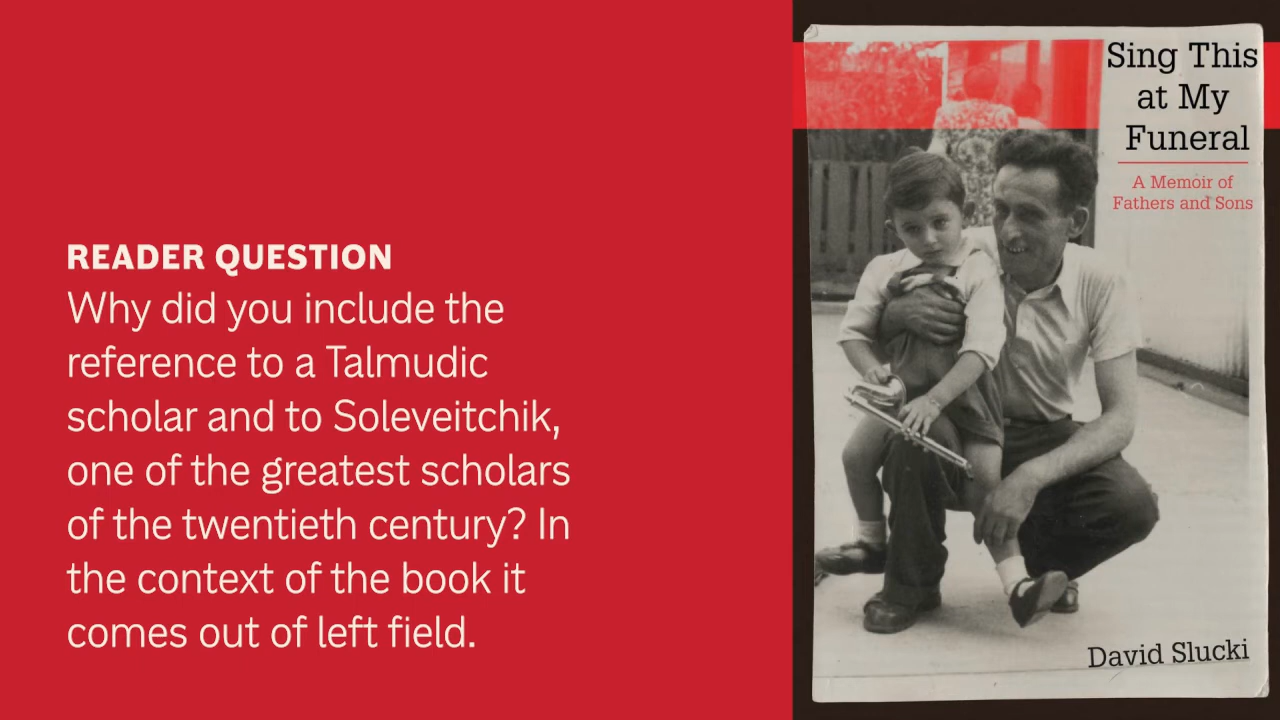 READER QUESTION
Why did you include the
reference to a Talmudic
scholar and to Soleveitchik,
one of the greatest scholars
of the twentieth century? In
the context of the book it
comes out of left field.
Sing This
at My
Funeral
A Memoir of
Fathers and Sons
David Slucki